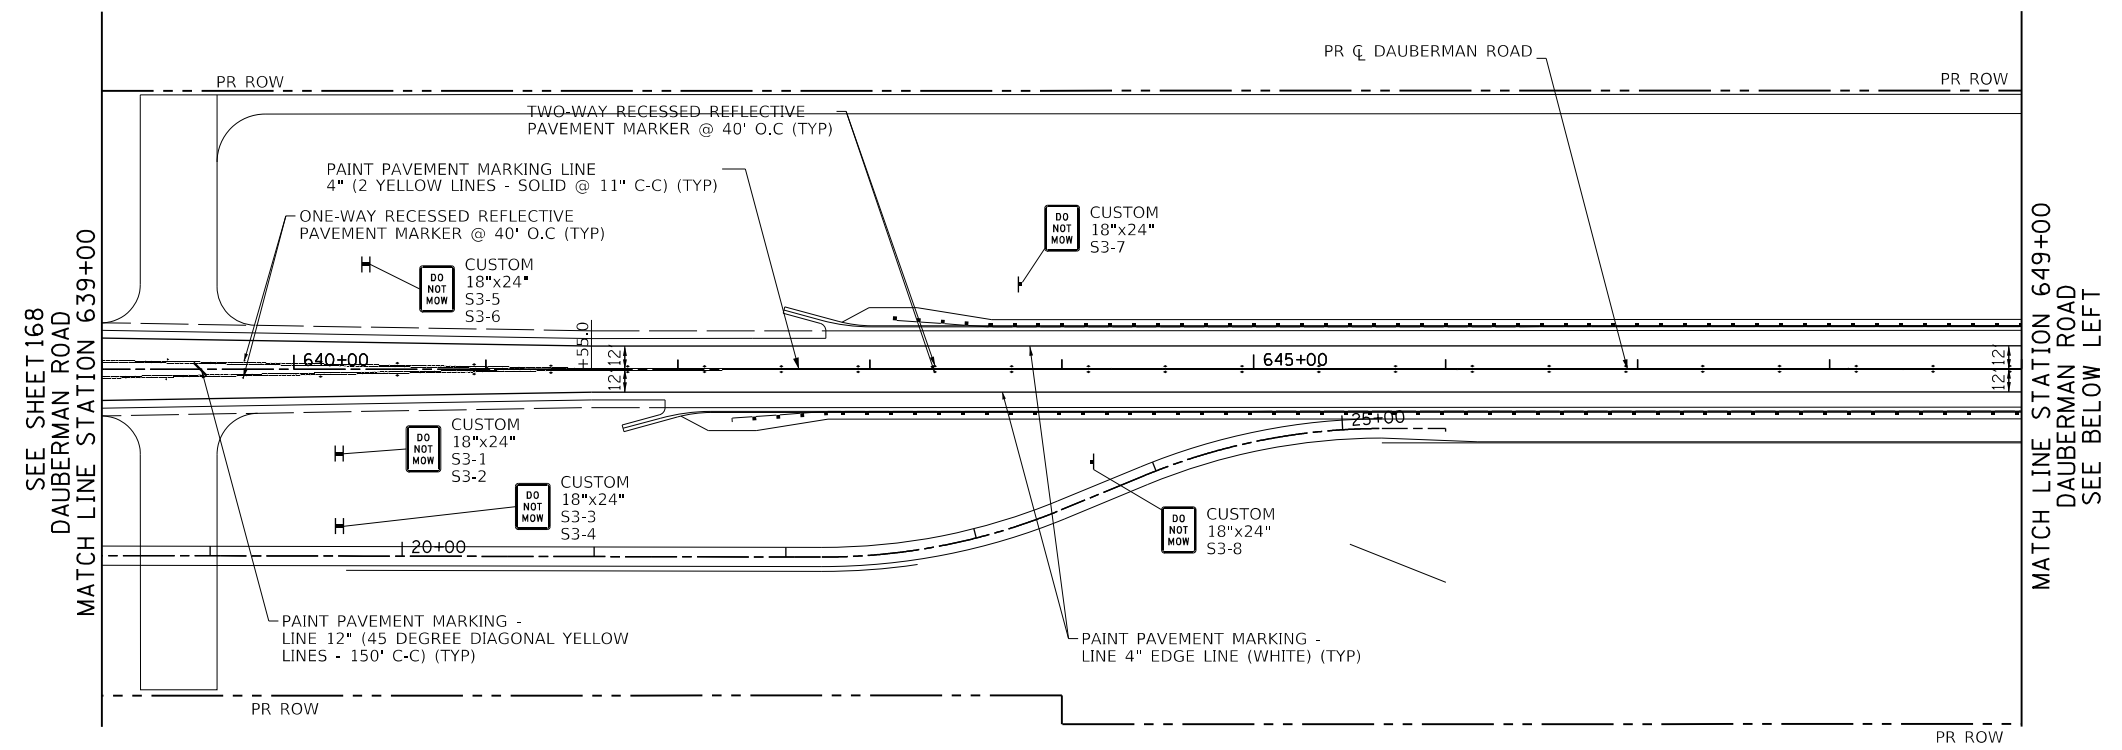 PR ℄ DAUBERMAN ROAD
PR ROW
PR ROW
TWO-WAY RECESSED REFLECTIVE
PAVEMENT MARKER @ 40' O.C (TYP)
PAINT PAVEMENT MARKING LINE
4" (2 YELLOW LINES - SOLID @ 11" C-C) (TYP)
ONE-WAY RECESSED REFLECTIVE
PAVEMENT MARKER @ 40' O.C (TYP)
DO
NOT
MOW
CUSTOM
18"x24"
S3-7
DO
NOT
MOW
CUSTOM
18"x24"
S3-5
S3-6
SEE SHEET168
DAUBERMAN ROAD
MATCH LINE STATION 639+00
MATCH LINE STATION 649+00
DAUBERMAN ROAD
SEE BELOW LEFT
640+00
+55.0
12'
12'
645+00
12'
12'
DO
NOT
MOW
CUSTOM
18"x24"
S3-1
S3-2
25+00
DO
NOT
MOW
CUSTOM
18"x24"
S3-3
S3-4
DO
NOT
MOW
CUSTOM
18"x24"
S3-8
20+00
PAINT PAVEMENT MARKING -
LINE 12" (45 DEGREE DIAGONAL YELLOW
LINES - 150' C-C) (TYP)
PAINT PAVEMENT MARKING -
LINE 4" EDGE LINE (WHITE) (TYP)
PR ROW
PR ROW